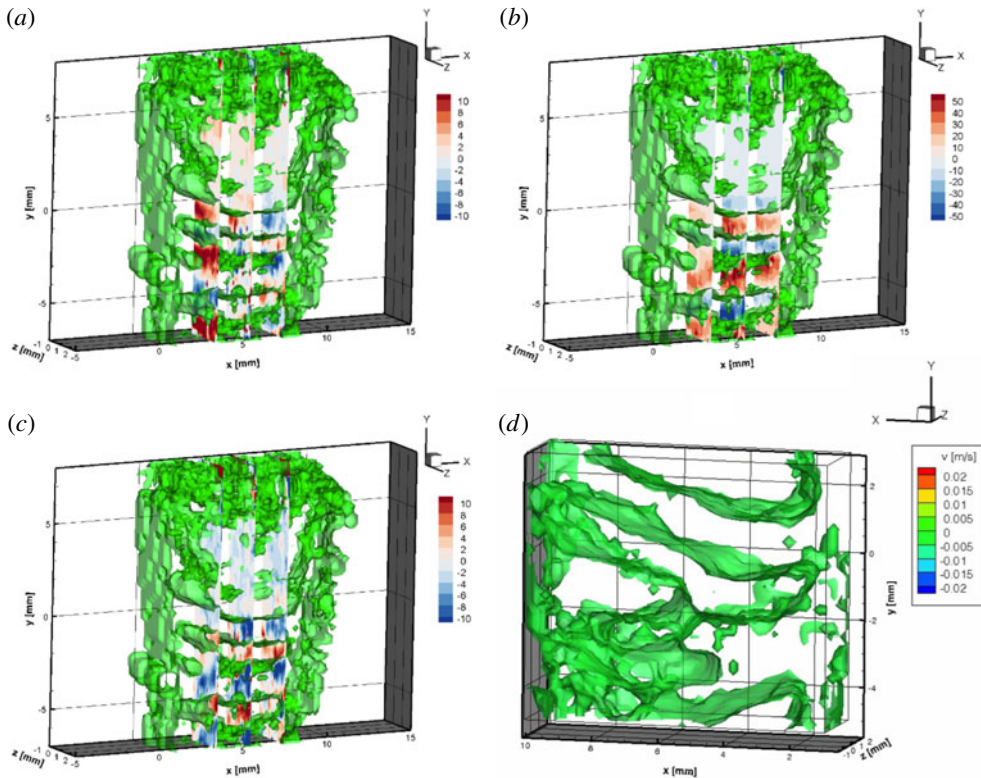 (a)
Y
X
Z
10
8
6
4
2
0
-2
-4
-6
-8
-10
5
0
-5
y [mm]
-1 0 1 2
z [mm]
-5
0
5
10
15
x [mm]
(b)
Y
X
Z
50
40
30
20
10
0
-10
-20
-30
-40
-50
5
0
-5
y [mm]
-1 0 1 2
z [mm]
-5
0
5
10
15
x [mm]
(c)
Y
X
Z
10
8
6
4
2
0
-2
-4
-6
-8
-10
5
0
-5
y [mm]
-1 0 1 2
z [mm]
-5
0
5
10
15
x [mm]
(d)
Y
X
Z
v [m/s]
0.02
0.015
0.01
0.005
0
-0.005
-0.01
-0.015
-0.02
2
0
-2
-4
y [mm]
10
8
6
4
2
x [mm]
-1 0 1 2
z [mm]